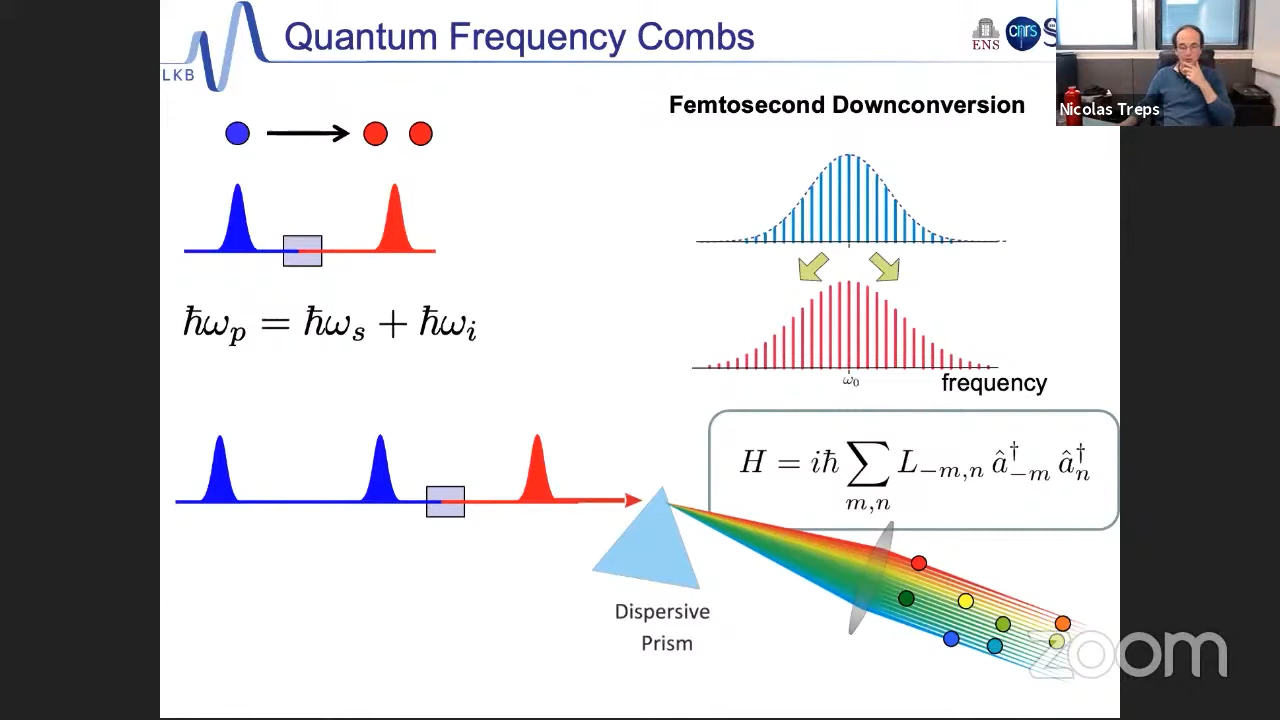 Quantum Frequency Combs
LKB
ENS
cnrs
S
Nicolas Treps
Femtosecond Downconversion
ħω_p = ħω_s + ħω_i
ω₀
frequency
H = iħ ∑_{m,n} L_{−m,n} â†_{−m} â†_n
Dispersive
Prism
zoom